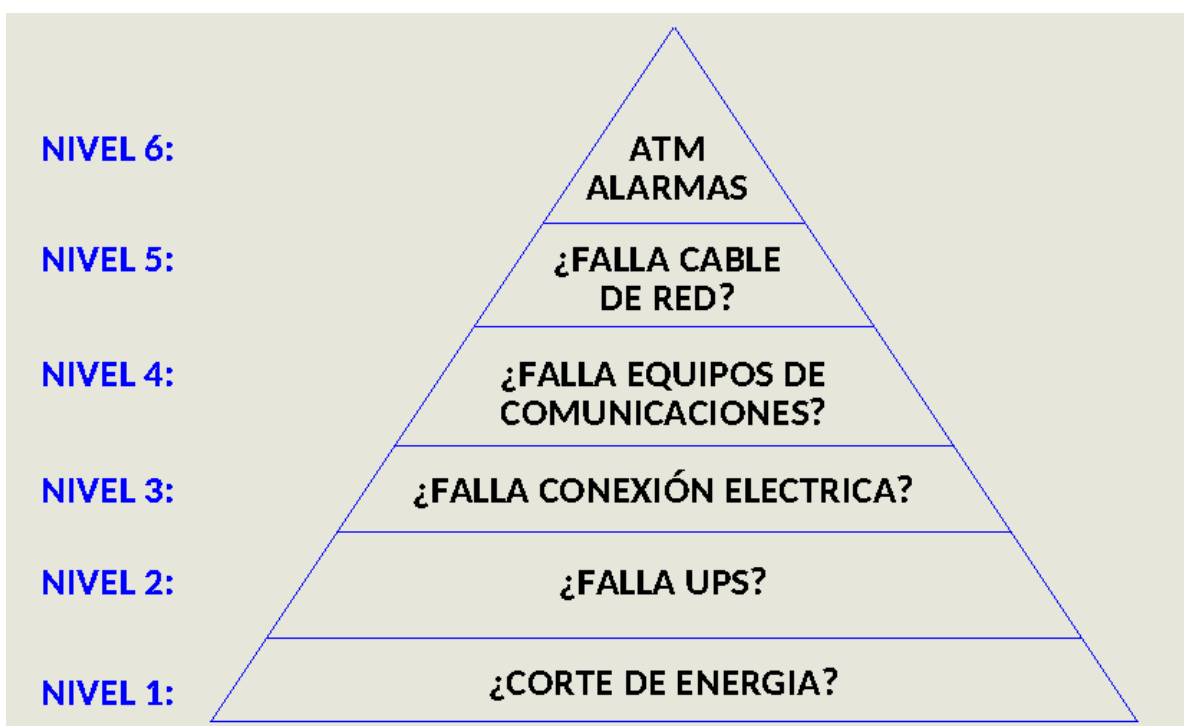 NIVEL 6:
ATM
ALARMAS
NIVEL 5:
¿FALLA CABLE
DE RED?
NIVEL 4:
¿FALLA EQUIPOS DE
COMUNICACIONES?
NIVEL 3:
¿FALLA CONEXIÓN ELECTRICA?
NIVEL 2:
¿FALLA UPS?
NIVEL 1:
¿CORTE DE ENERGIA?